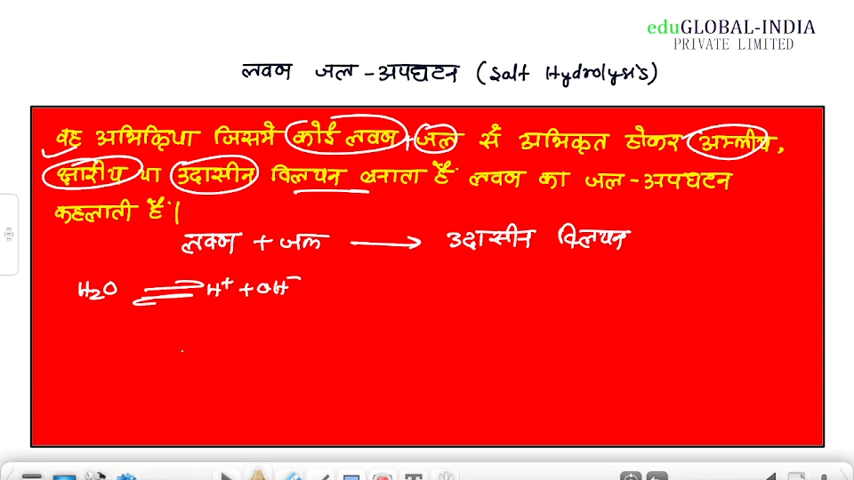 eduGLOBAL-INDIA
PRIVATE LIMITED
लवण जल-अपघटन (Salt Hydrolysis)
वह अभिक्रिया जिसमें कोई लवण, जल से अभिकृत होकर अम्लीय,
क्षारीय या उदासीन विलयन बनाता है लवण का जल-अपघटन
कहलाती है।
लवण + जल ⟶ उदासीन विलयन
H₂O ⇌ H⁺ + OH⁻